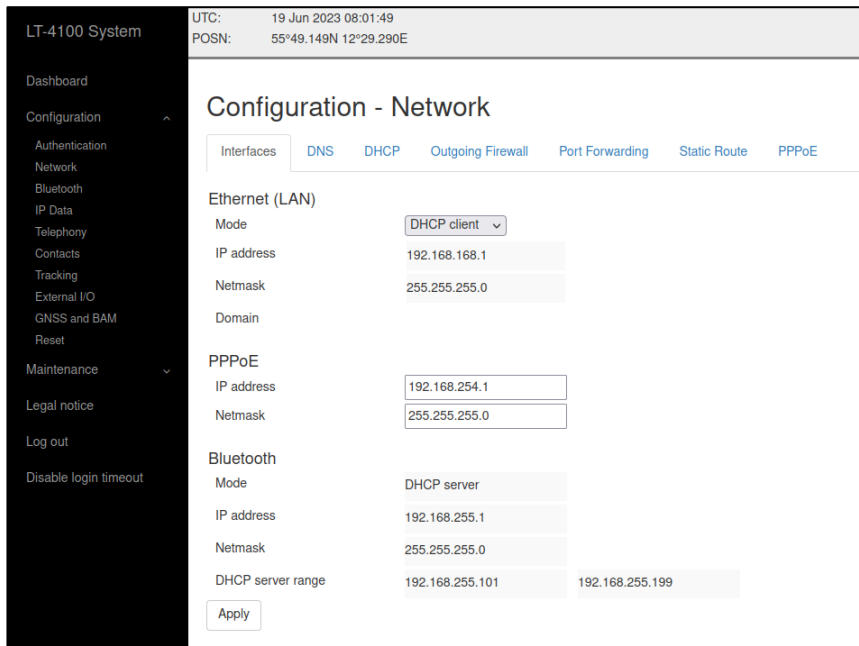 LT-4100 System
Dashboard
Configuration
Authentication
Network
Bluetooth
IP Data
Telephony
Contacts
Tracking
External I/O
GNSS and BAM
Reset
Maintenance
Legal notice
Log out
Disable login timeout
UTC: 19 Jun 2023 08:01:49
POSN: 55°49.149N 12°29.290E
Configuration - Network
Interfaces DNS DHCP Outgoing Firewall Port Forwarding Static Route PPPoE
Ethernet (LAN)
Mode DHCP client
IP address 192.168.168.1
Netmask 255.255.255.0
Domain
PPPoE
IP address 192.168.254.1
Netmask 255.255.255.0
Bluetooth
Mode DHCP server
IP address 192.168.255.1
Netmask 255.255.255.0
DHCP server range 192.168.255.101 192.168.255.199
Apply